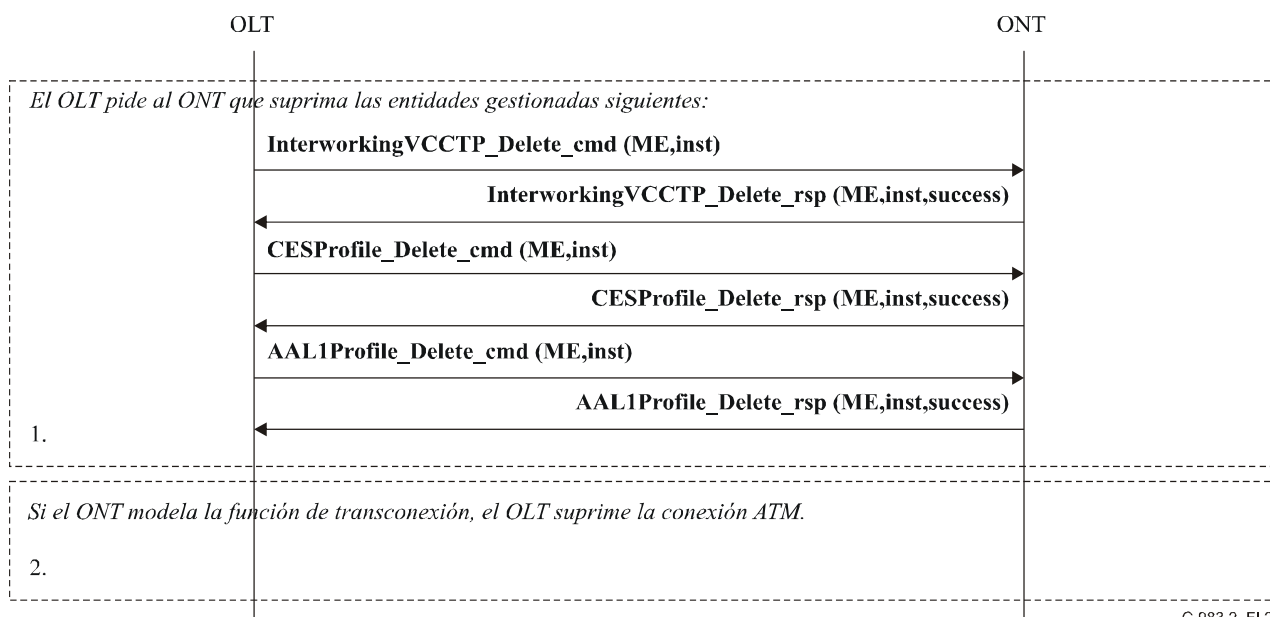 OLT
ONT
El OLT pide al ONT que suprima las entidades gestionadas siguientes:
InterworkingVCCTP_Delete_cmd (ME,inst)
InterworkingVCCTP_Delete_rsp (ME,inst,success)
CESProfile_Delete_cmd (ME,inst)
CESProfile_Delete_rsp (ME,inst,success)
AAL1Profile_Delete_cmd (ME,inst)
AAL1Profile_Delete_rsp (ME,inst,success)
1.
Si el ONT modela la función de transconexión, el OLT suprime la conexión ATM.
2.